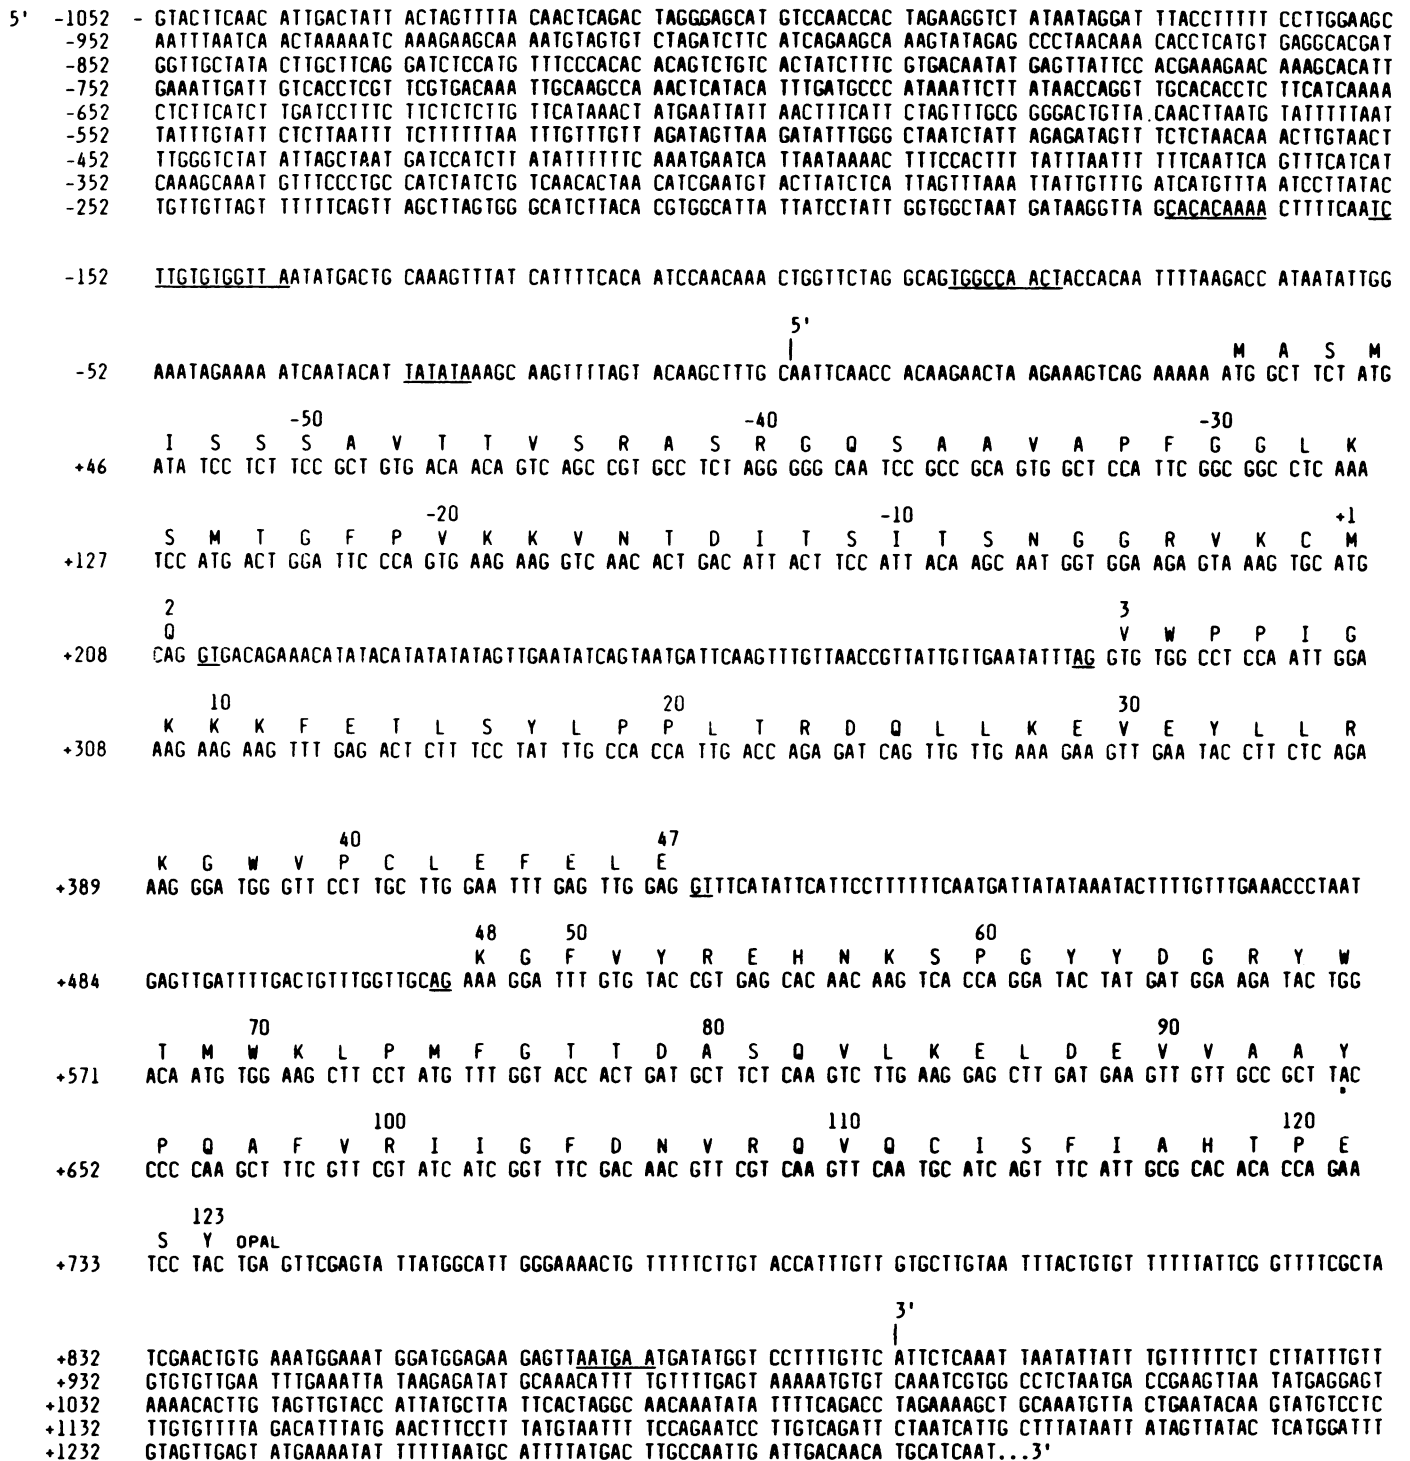 5' -1052 - GTACTTCAAC ATTGACTATT ACTAGTTTTA CAACTCAGAC TAGGGAGCAT GTCCAACCAC TAGAAGGTCT ATAATAGGAT TTACCTTTTT CCTTGGAAGC
-952 AATTTAATCA ACTAAAAATC AAAGAAGCAA AATGTAGTGT CTAGATCTTC ATCAGAAGCA AAGTATAGAG CCCTAACAAA CACCTCATGT GAGGCACGAT
-852 GGTTGCTATA CTTGCTTCAG GATCTCCATG TTTCCCACAC ACAGTCTGTC ACTATCTTTC GTGACAATAT GAGTTATTCC ACGAAAGAAC AAAGCACATT
-752 GAAATTGATT GTCACCTCGT TCGTGACAAA TTGCAAGCCA AACTCATACA TTTGATGCCC ATAAATTCTT ATAACCAGGT TGCACACCTC TTCATCAAAA
-652 CTCTTCATCT TGATCCTTTC TTCTCTCTTG TTCATAAACT ATGAATTATT AACTTTCATT CTAGTTTGCG GGGACTGTTA.CAACTTAATG TATTTTTAAT
-552 TATTTGTATT CTCTTAATTT TCTTTTTTAA TTTGTTTGTT AGATAGTTAA GATATTTGGG CTAATCTATT AGAGATAGTT TCTCTAACAA ACTTGTAACT
-452 TTGGGTCTAT ATTAGCTAAT GATCCATCTT ATATTTTTTC AAATGAATCA TTAATAAAAC TTTCCACTTT TATTTAATTT TTTCAATTCA GTTTCATCAT
-352 CAAAGCAAAT GTTTCCCTGC CATCTATCTG TCAACACTAA CATCGAATGT ACTTATCTCA TTAGTTTAAA TTATTGTTTG ATCATGTTTA ATCCTTATAC
-252 TGTTGTTAGT TTTTTCAGTT AGCTTAGTGG GCATCTTACA CGTGGCATTA TTATCCTATT GGTGGCTAAT GATAAGGTTA GCACACAAAA CTTTTCAATC
-152 TTGTGTGGTT AATATGACTG CAAAGTTTAT CATTTTCACA ATCCAACAAA CTGGTTCTAG GCAGTGGCCA ACTACCACAA TTTTAAGACC ATAATATTGG
5'
M A S M
-52 AAATAGAAAA ATCAATACAT TATATAAAGC AAGTTTTAGT ACAAGCTTTG CAATTCAACC ACAAGAACTA AGAAAGTCAG AAAAA ATG GCT TCT ATG
-50 -40 -30
I S S S A V T T V S R A S R G Q S A A V A P F G G L K
+46 ATA TCC TCT TCC GCT GTG ACA ACA GTC AGC CGT GCC TCT AGG GGG CAA TCC GCC GCA GTG GCT CCA TTC GGC GGC CTC AAA
-20 -10 +1
S M T G F P V K K V N T D I T S I T S N G G R V K C M
+127 TCC ATG ACT GGA TTC CCA GTG AAG AAG GTC AAC ACT GAC ATT ACT TCC ATT ACA AGC AAT GGT GGA AGA GTA AAG TGC ATG
2 3
Q V W P P I G
+208 CAG GTGACAGAAACATATACATATATATAGTTGAATATCAGTAATGATTCAAGTTTGTTAACCGTTATTGTTGAATATTTAG GTG TGG CCT CCA ATT GGA
10 20 30
K K K F E T L S Y L P P L T R D Q L L K E V E Y L L R
+308 AAG AAG AAG TTT GAG ACT CTT TCC TAT TTG CCA CCA TTG ACC AGA GAT CAG TTG TTG AAA GAA GTT GAA TAC CTT CTC AGA
40 47
K G W V P C L E F E L E
+389 AAG GGA TGG GTT CCT TGC TTG GAA TTT GAG TTG GAG GTTTCATATTCATTCCTTTTTTCAATGATTATATAAATACTTTTGTTTGAAACCCTAAT
48 50 60
K G F V Y R E H N K S P G Y Y D G R Y W
+484 GAGTTGATTTTGACTGTTTGGTTGCAG AAA GGA TTT GTG TAC CGT GAG CAC AAC AAG TCA CCA GGA TAC TAT GAT GGA AGA TAC TGG
70 80 90
T M W K L P M F G T T D A S Q V L K E L D E V V A A Y
+571 ACA ATG TGG AAG CTT CCT ATG TTT GGT ACC ACT GAT GCT TCT CAA GTC TTG AAG GAG CTT GAT GAA GTT GTT GCC GCT TAC
100 110 120
P Q A F V R I I G F D N V R Q V Q C I S F I A H T P E
+652 CCC CAA GCT TTC GTT CGT ATC ATC GGT TTC GAC AAC GTT CGT CAA GTT CAA TGC ATC AGT TTC ATT GCG CAC ACA CCA GAA
123
S Y OPAL
+733 TCC TAC TGA GTTCGAGTA TTATGGCATT GGGAAAACTG TTTTTCTTGT ACCATTTGTT GTGCTTGTAA TTTACTGTGT TTTTTATTCG GTTTTCGCTA
3'
+832 TCGAACTGTG AAATGGAAAT GGATGGAGAA GAGTTAATGA ATGATATGGT CCTTTTGTTC ATTCTCAAAT TAATATTATT TGTTTTTTCT CTTATTTGTT
+932 GTGTGTTGAA TTTGAAATTA TAAGAGATAT GCAAACATTT TGTTTTGAGT AAAAATGTGT CAAATCGTGG CCTCTAATGA CCGAAGTTAA TATGAGGAGT
+1032 AAAACACTTG TAGTTGTACC ATTATGCTTA TTCACTAGGC AACAAATATA TTTTCAGACC TAGAAAAGCT GCAAATGTTA CTGAATACAA GTATGTCCTC
+1132 TTGTGTTTTA GACATTTATG AACTTTCCTT TATGTAATTT TCCAGAATCC TTGTCAGATT CTAATCATTG CTTTATAATT ATAGTTATAC TCATGGATTT
+1232 GTAGTTGAGT ATGAAAATAT TTTTTAATGC ATTTTATGAC TTGCCAATTG ATTGACAACA TGCATCAAT...3'